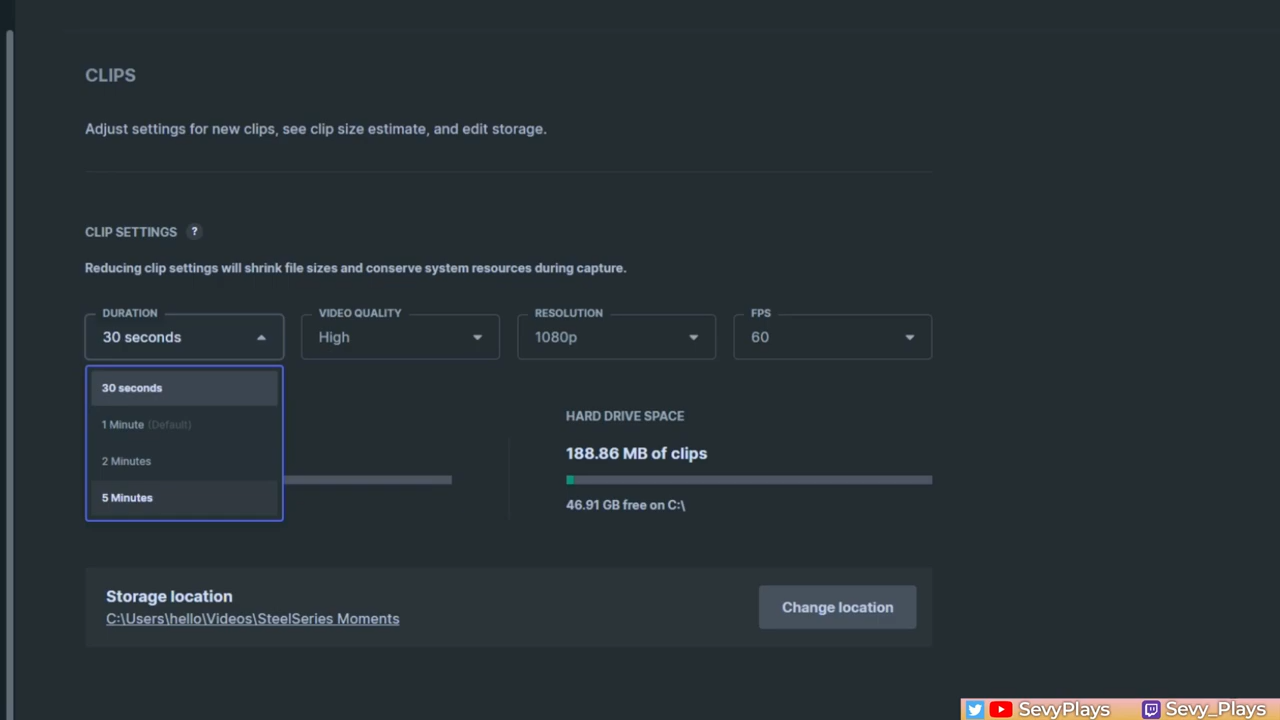 CLIPS
Adjust settings for new clips, see clip size estimate, and edit storage.
CLIP SETTINGS ?
Reducing clip settings will shrink file sizes and conserve system resources during capture.
DURATION VIDEO QUALITY RESOLUTION FPS
30 seconds High 1080p 60
30 seconds
1 Minute (Default)
2 Minutes
5 Minutes
HARD DRIVE SPACE
188.86 MB of clips
46.91 GB free on C:\
Storage location
C:\Users\hello\Videos\SteelSeries Moments
Change location
SevyPlays Sevy_Plays